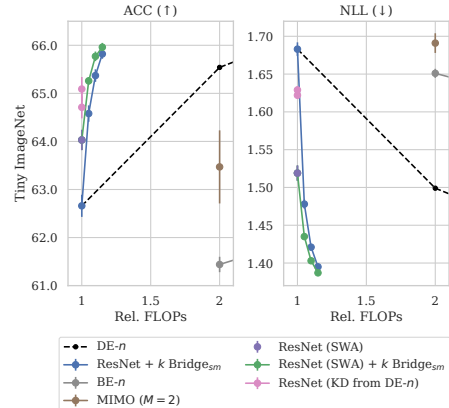 ACC (↑)
NLL (↓)
Tiny ImageNet
66.0
65.0
64.0
63.0
62.0
61.0
1.70
1.65
1.60
1.55
1.50
1.45
1.40
1 1.5 2
1 1.5 2
Rel. FLOPs
Rel. FLOPs
DE-n
ResNet + k Bridge_sm
BE-n
MIMO (M = 2)
ResNet (SWA)
ResNet (SWA) + k Bridge_sm
ResNet (KD from DE-n)